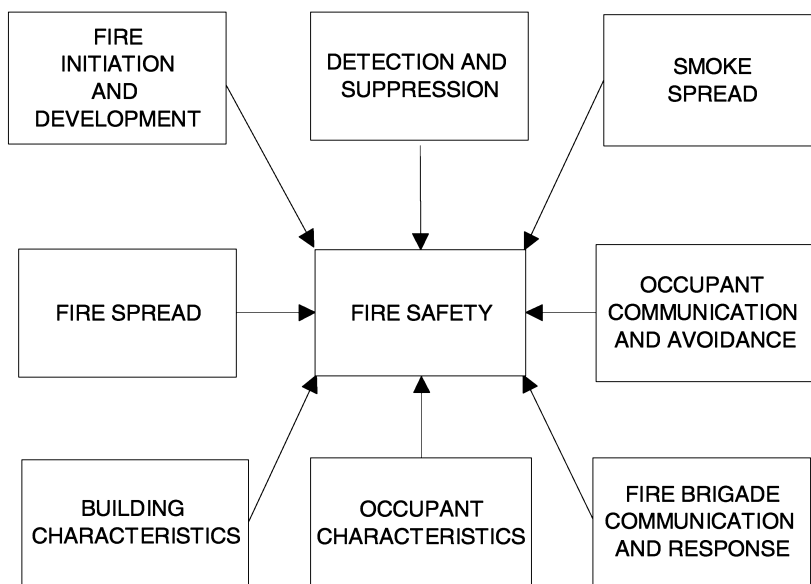 FIRE
INITIATION
AND
DEVELOPMENT
DETECTION AND
SUPPRESSION
SMOKE
SPREAD
FIRE SPREAD
FIRE SAFETY
OCCUPANT
COMMUNICATION
AND AVOIDANCE
BUILDING
CHARACTERISTICS
OCCUPANT
CHARACTERISTICS
FIRE BRIGADE
COMMUNICATION
AND RESPONSE